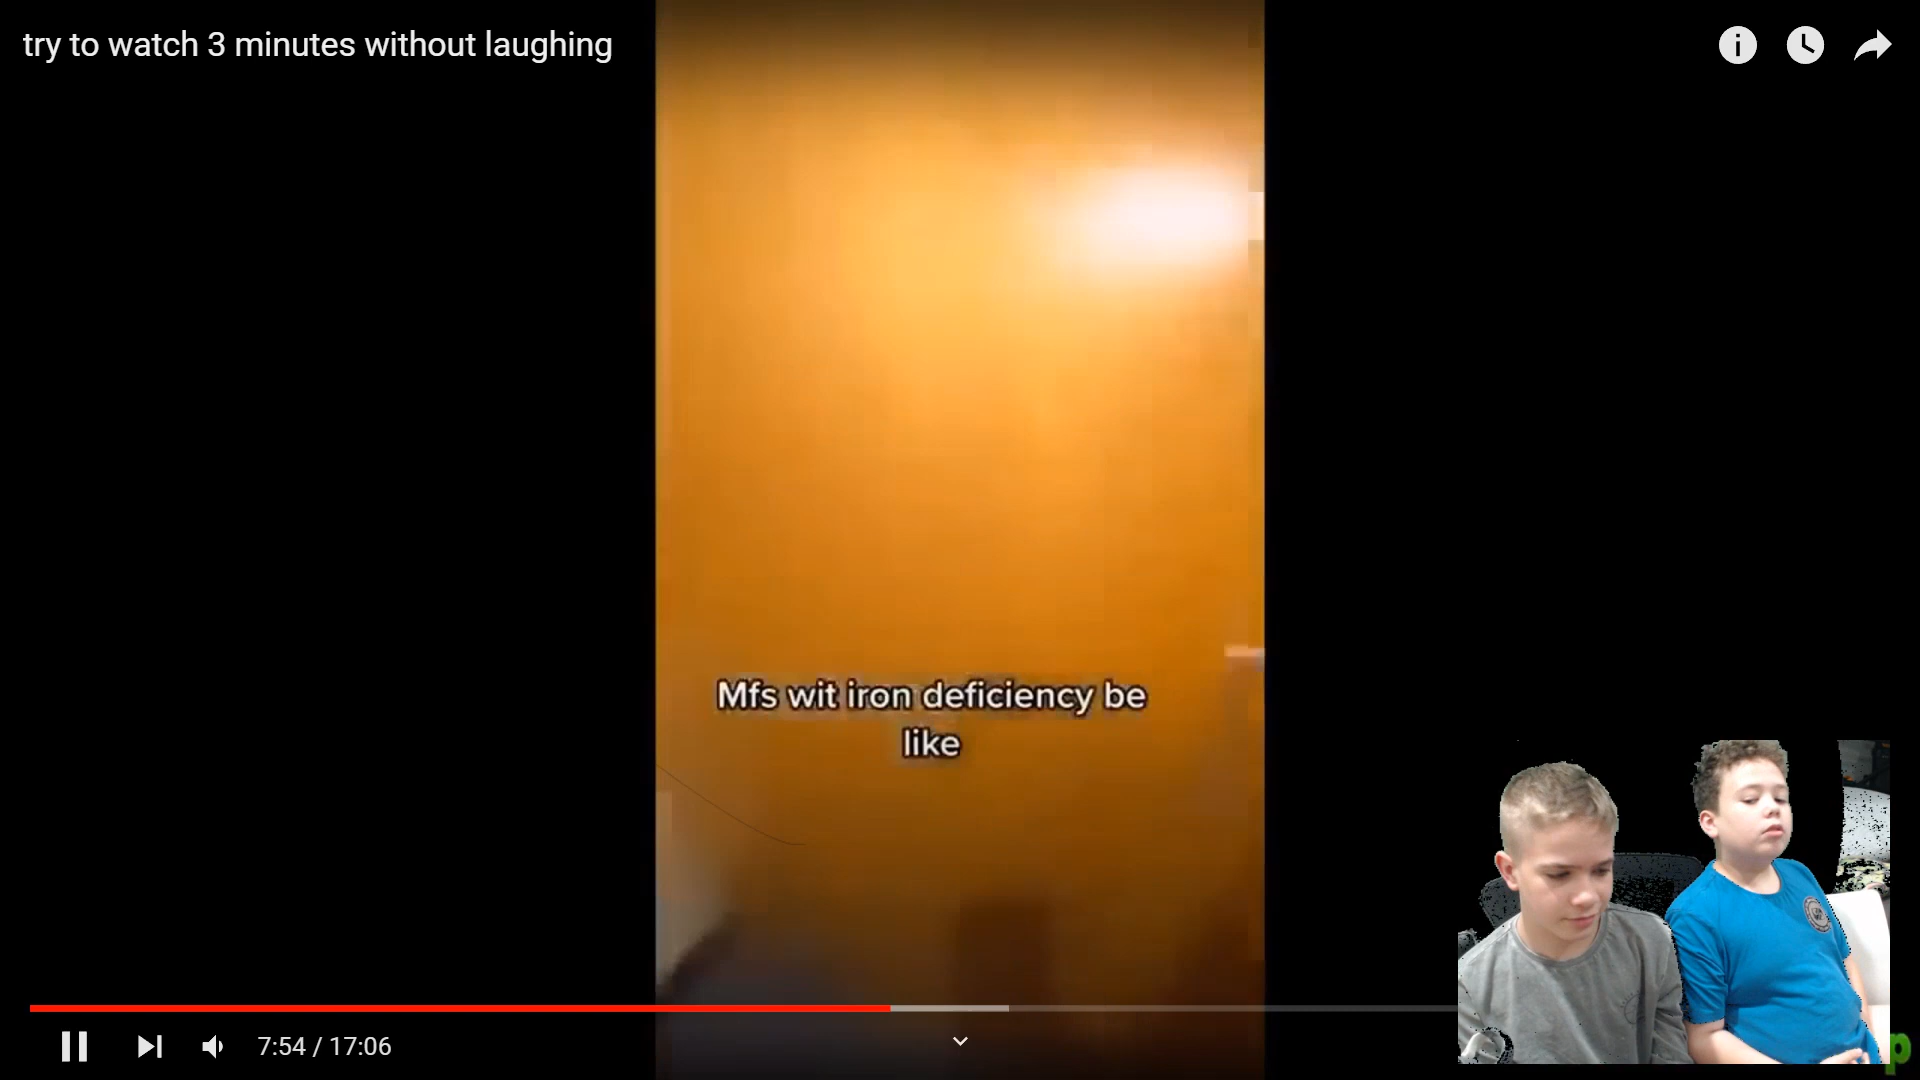 try to watch 3 minutes without laughing
Mfs wit iron deficiency be
like
7:54 / 17:06
p